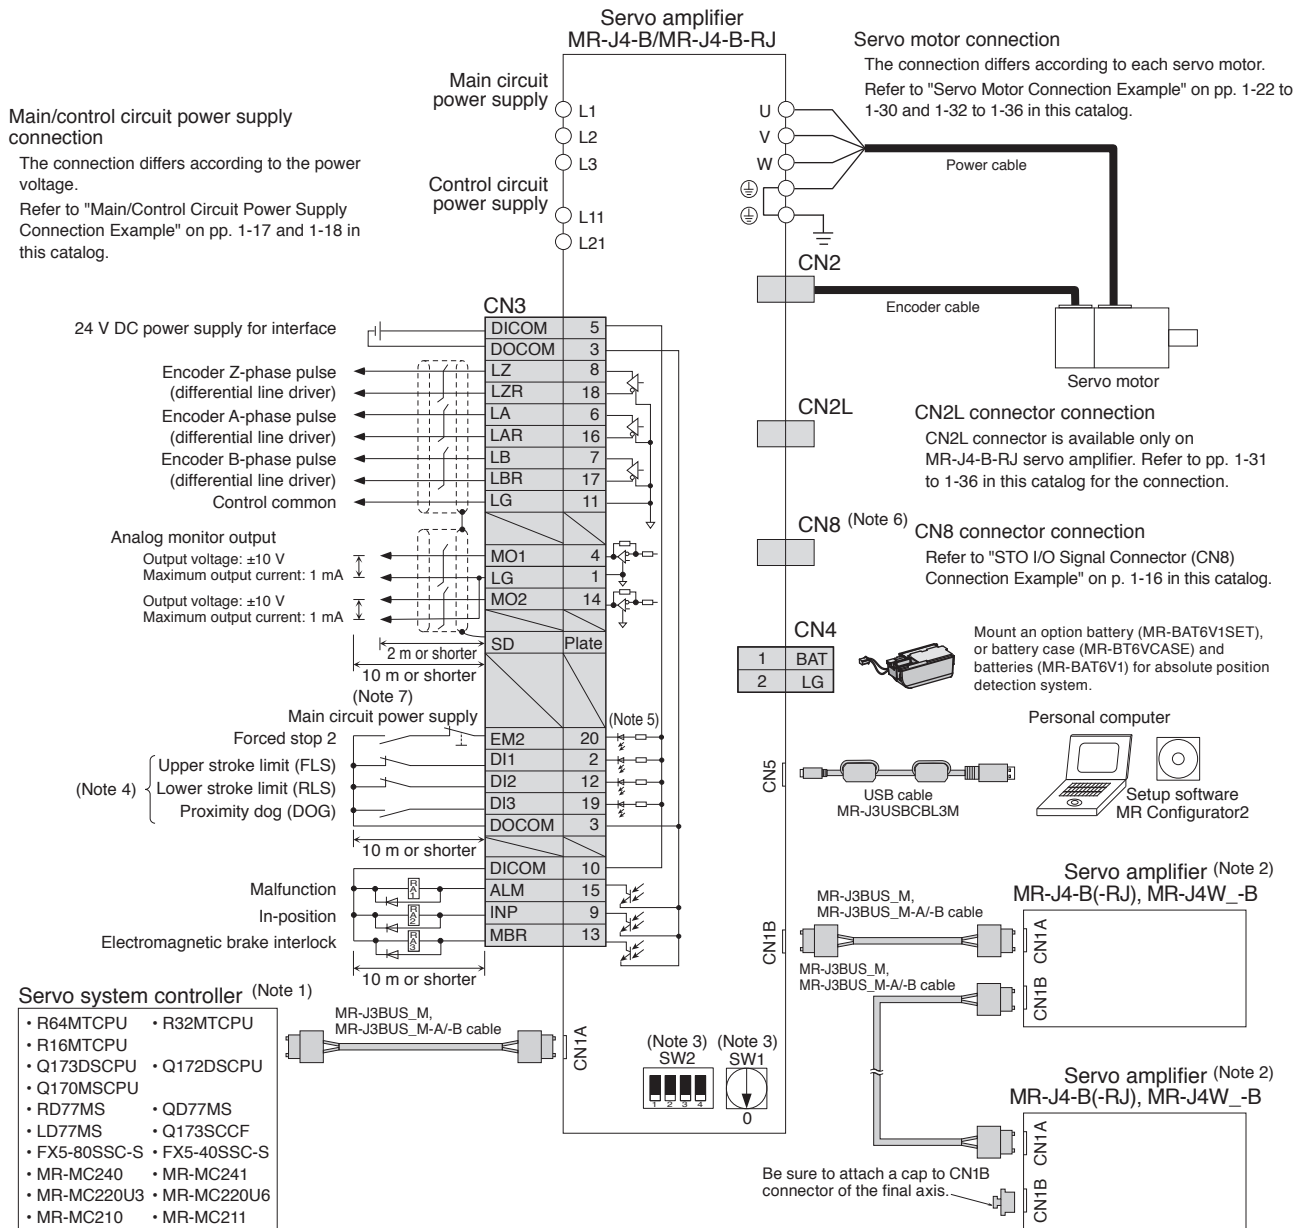 Servo amplifier
MR-J4-B/MR-J4-B-RJ
Main circuit
power supply
L1
L2
L3
Control circuit
power supply
L11
L21
U
V
W
Servo motor connection
The connection differs according to each servo motor.
Refer to "Servo Motor Connection Example" on pp. 1-22 to
1-30 and 1-32 to 1-36 in this catalog.
Power cable
Main/control circuit power supply
connection
The connection differs according to the power
voltage.
Refer to "Main/Control Circuit Power Supply
Connection Example" on pp. 1-17 and 1-18 in
this catalog.
CN2
Encoder cable
Servo motor
CN3
24 V DC power supply for interface
DICOM 5
DOCOM 3
Encoder Z-phase pulse
(differential line driver)
LZ 8
LZR 18
Encoder A-phase pulse
(differential line driver)
LA 6
LAR 16
Encoder B-phase pulse
(differential line driver)
LB 7
LBR 17
Control common
LG 11
Analog monitor output
Output voltage: ±10 V
Maximum output current: 1 mA
MO1 4
LG 1
Output voltage: ±10 V
Maximum output current: 1 mA
MO2 14
SD Plate
2 m or shorter
10 m or shorter
(Note 7)
Main circuit power supply
(Note 5)
Forced stop 2
EM2 20
(Note 4)
Upper stroke limit (FLS)
DI1 2
Lower stroke limit (RLS)
DI2 12
Proximity dog (DOG)
DI3 19
DOCOM 3
10 m or shorter
DICOM 10
Malfunction
RA1
ALM 15
In-position
RA2
INP 9
Electromagnetic brake interlock
RA3
MBR 13
10 m or shorter
CN2L
CN2L connector connection
CN2L connector is available only on
MR-J4-B-RJ servo amplifier. Refer to pp. 1-31
to 1-36 in this catalog for the connection.
CN8 (Note 6)
CN8 connector connection
Refer to "STO I/O Signal Connector (CN8)
Connection Example" on p. 1-16 in this catalog.
CN4
1 BAT
2 LG
Mount an option battery (MR-BAT6V1SET),
or battery case (MR-BT6VCASE) and
batteries (MR-BAT6V1) for absolute position
detection system.
Personal computer
CN5
USB cable
MR-J3USBCBL3M
Setup software
MR Configurator2
Servo amplifier (Note 2)
MR-J4-B(-RJ), MR-J4W_-B
MR-J3BUS_M,
MR-J3BUS_M-A/-B cable
CN1B
CN1A
MR-J3BUS_M,
MR-J3BUS_M-A/-B cable
CN1B
Servo amplifier (Note 2)
MR-J4-B(-RJ), MR-J4W_-B
CN1A
Be sure to attach a cap to CN1B
connector of the final axis.
CN1B
Servo system controller (Note 1)
• R64MTCPU • R32MTCPU
• R16MTCPU
• Q173DSCPU • Q172DSCPU
• Q170MSCPU
• RD77MS • QD77MS
• LD77MS • Q173SCCF
• FX5-80SSC-S • FX5-40SSC-S
• MR-MC240 • MR-MC241
• MR-MC220U3 • MR-MC220U6
• MR-MC210 • MR-MC211
MR-J3BUS_M,
MR-J3BUS_M-A/-B cable
CN1A
(Note 3) (Note 3)
SW2 SW1
1 2 3 4
0